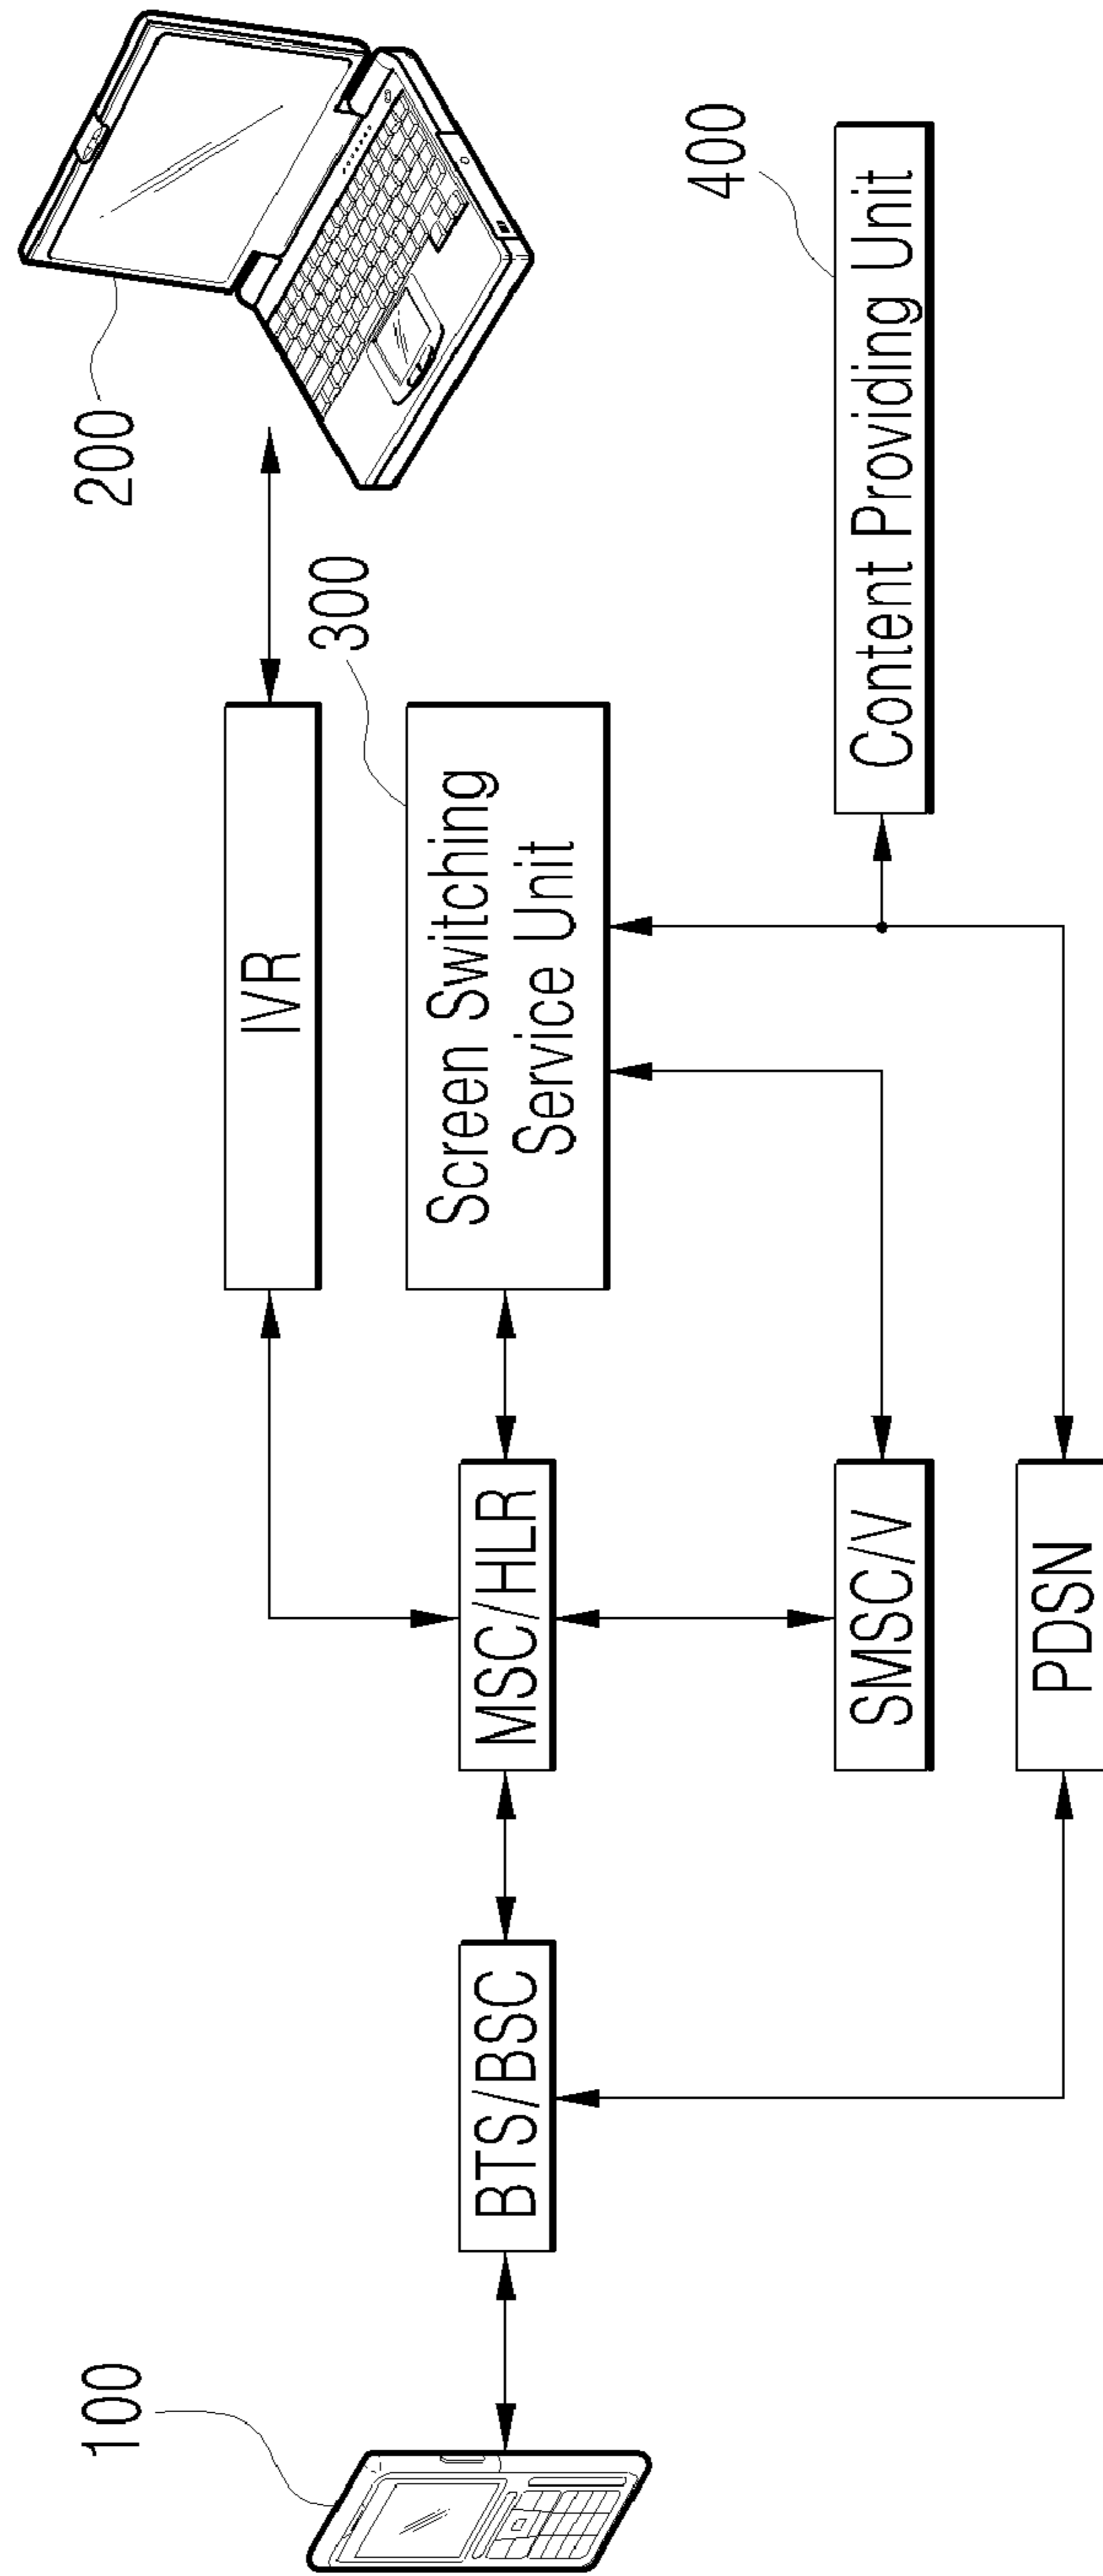 100
200
IVR
300
BTS/BSC
MSC/HLR
Screen Switching
Service Unit
400
SMSC/V
Content Providing Unit
PDSN